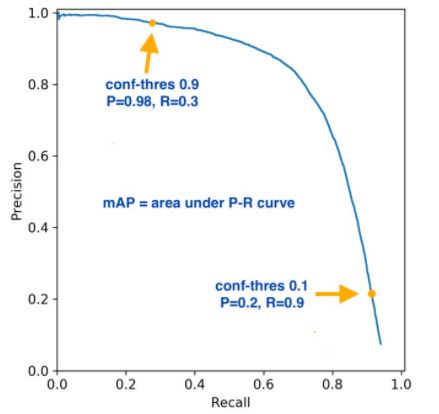 1.0
0.8
0.6
0.4
0.2
0.0
Precision
conf-thres 0.9
P=0.98, R=0.3
mAP = area under P-R curve
conf-thres 0.1
P=0.2, R=0.9
0.0 0.2 0.4 0.6 0.8 1.0
Recall